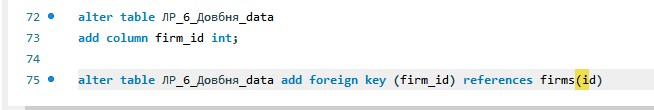 72 alter table ЛР_6_Довбня_data
73 add column firm_id int;
74
75 alter table ЛР_6_Довбня_data add foreign key (firm_id) references firms(id)